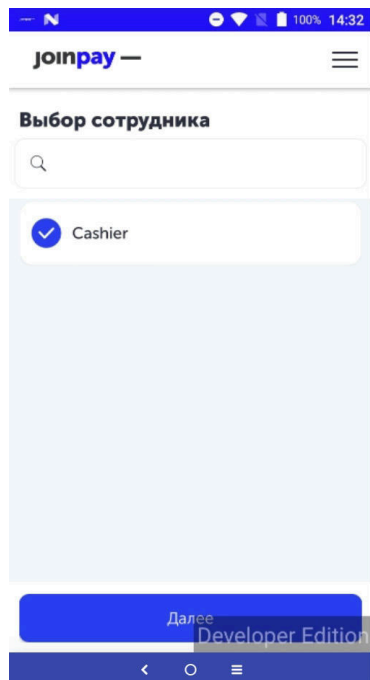 100% 14:32
joinpay —
Выбор сотрудника
Cashier
Далее
Developer Edition